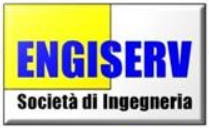 ENGISERV
Società di Ingegneria